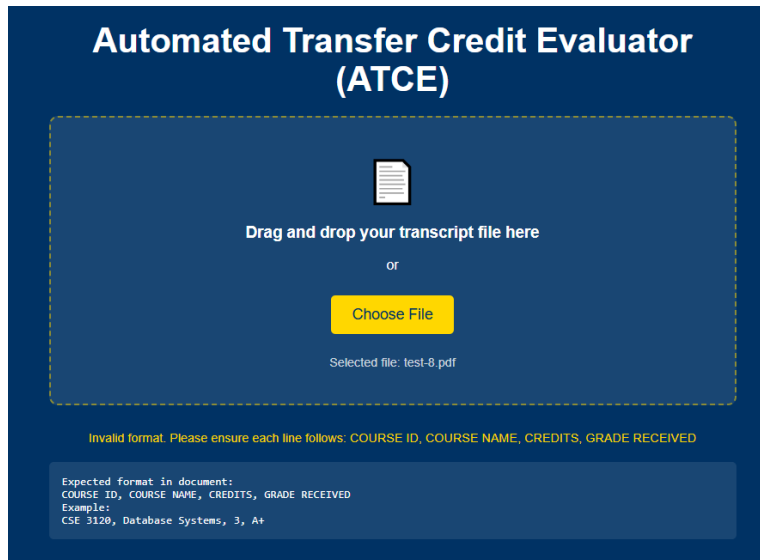 Automated Transfer Credit Evaluator
(ATCE)
Drag and drop your transcript file here
or
Choose File
Selected file: test-8.pdf
Invalid format. Please ensure each line follows: COURSE ID, COURSE NAME, CREDITS, GRADE RECEIVED
Expected format in document:
COURSE ID, COURSE NAME, CREDITS, GRADE RECEIVED
Example:
CSE 3120, Database Systems, 3, A+